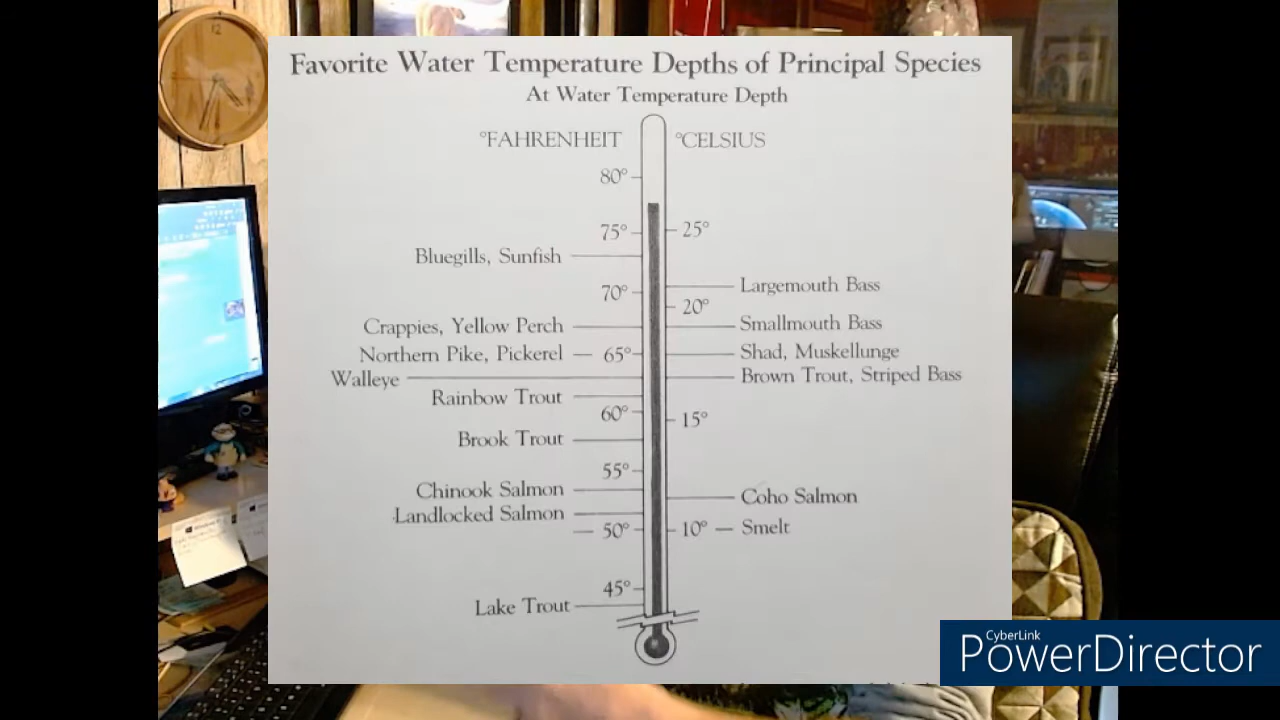 Favorite Water Temperature Depths of Principal Species
At Water Temperature Depth
°FAHRENHEIT
°CELSIUS
80°
75°
25°
Bluegills, Sunfish
Largemouth Bass
70°
20°
Crappies, Yellow Perch
Smallmouth Bass
Northern Pike, Pickerel
65°
Shad, Muskellunge
Walleye
Brown Trout, Striped Bass
Rainbow Trout
60°
15°
Brook Trout
55°
Chinook Salmon
Coho Salmon
Landlocked Salmon
50°
10°
Smelt
45°
Lake Trout
CyberLink
PowerDirector
12